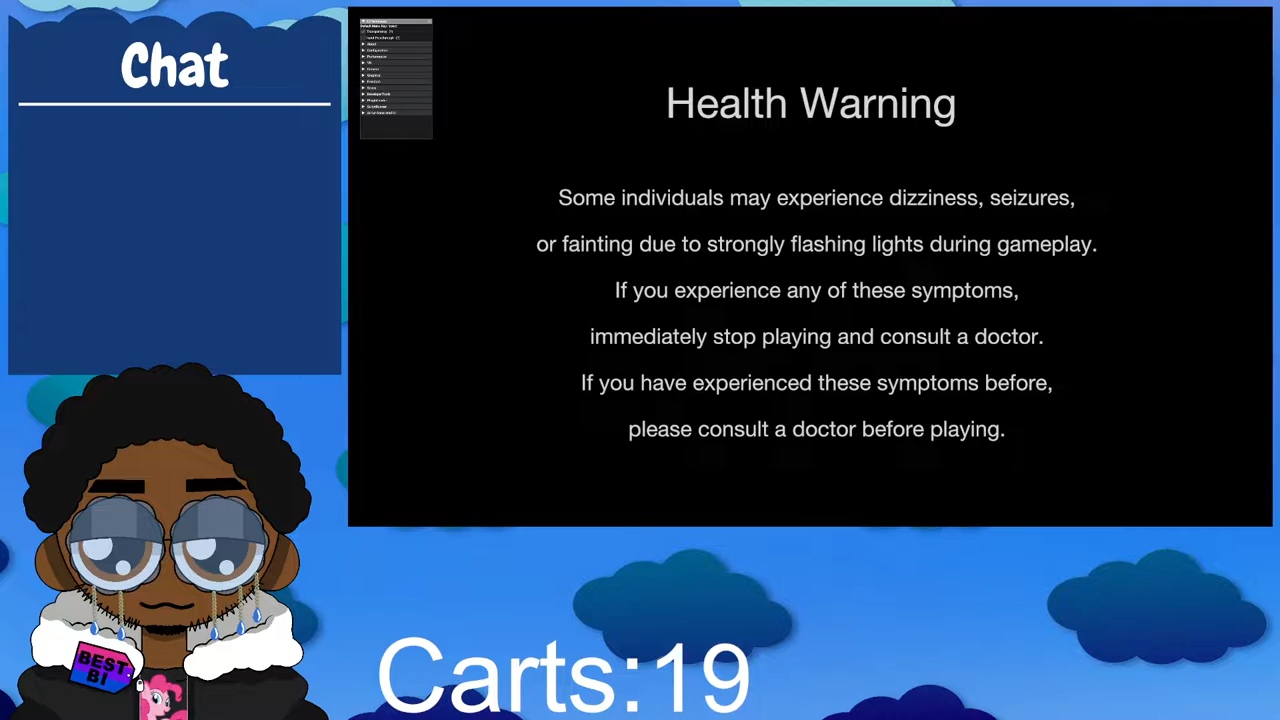 Chat
Health Warning
Some individuals may experience dizziness, seizures,
or fainting due to strongly flashing lights during gameplay.
If you experience any of these symptoms,
immediately stop playing and consult a doctor.
If you have experienced these symptoms before,
please consult a doctor before playing.
BEST.
BI
Carts:19